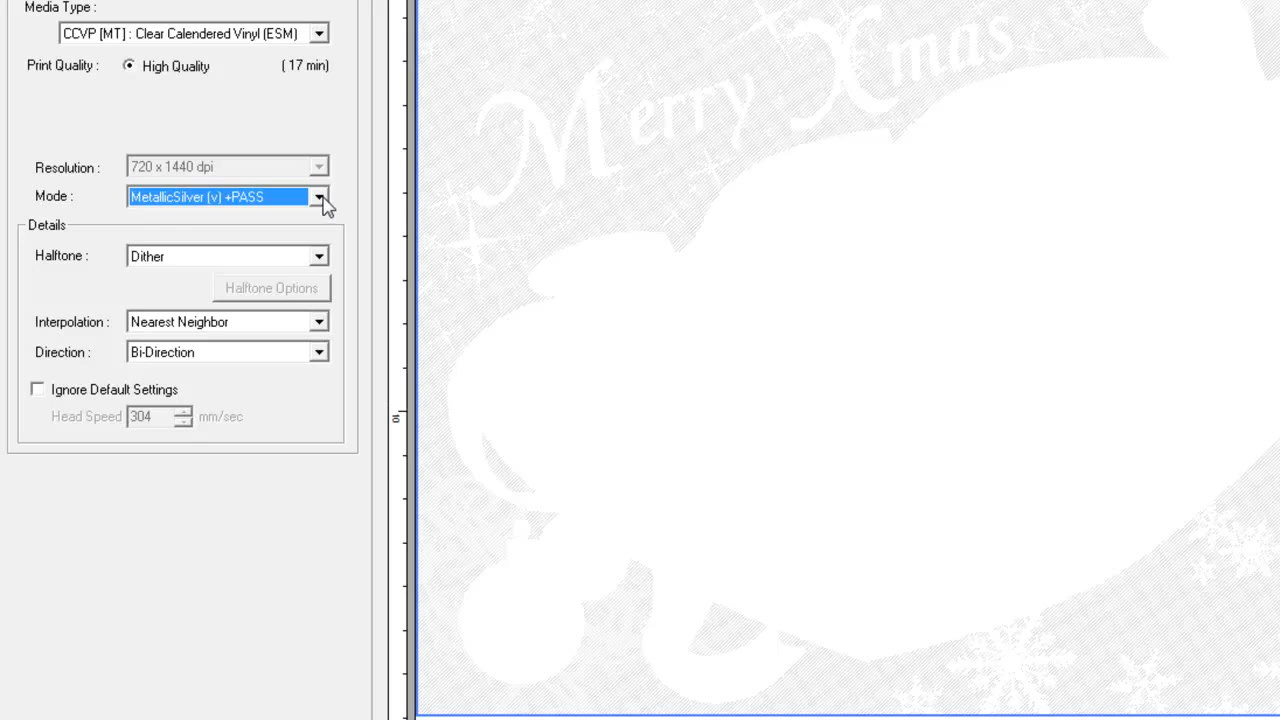 Media Type :
CCVP [MT] : Clear Calendered Vinyl (ESM)
Print Quality : High Quality ( 17 min)
Resolution : 720 x 1440 dpi
Mode : MetallicSilver (v) +PASS
Details
Halftone : Dither
Halftone Options
Interpolation : Nearest Neighbor
Direction : Bi-Direction
Ignore Default Settings
Head Speed 304 mm/sec
10
Merry Xmas